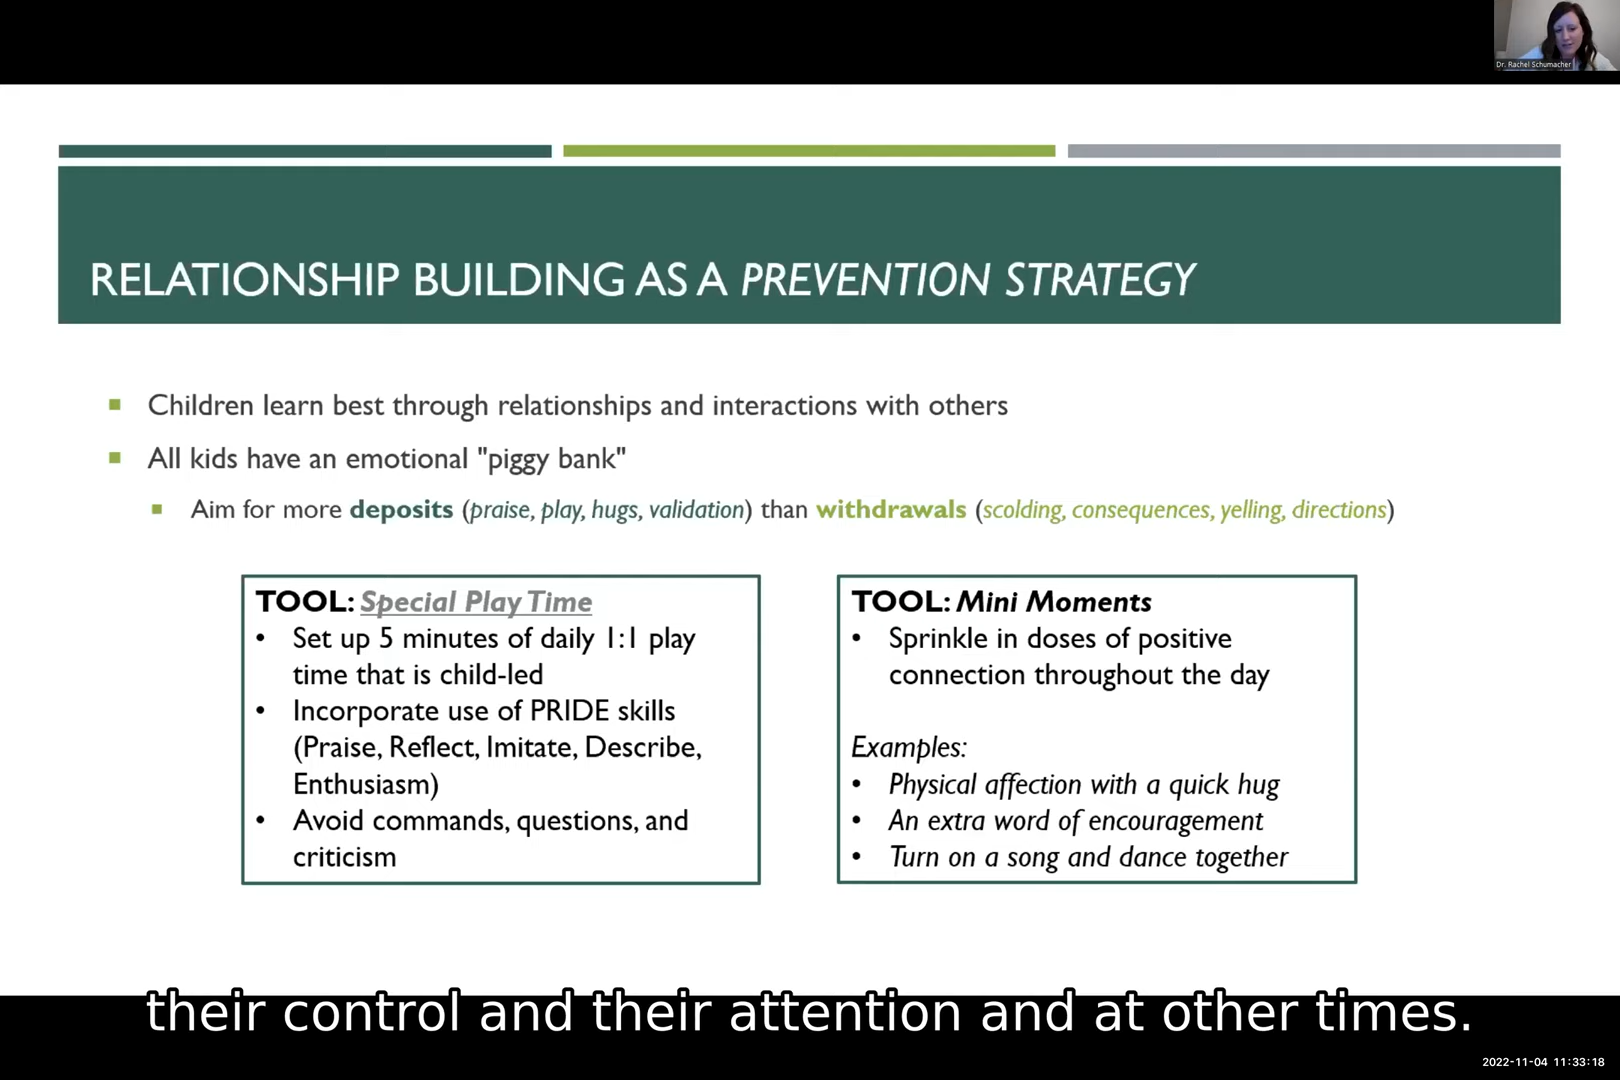 Dr. Rachel Schumacher
RELATIONSHIP BUILDING AS A PREVENTION STRATEGY
Children learn best through relationships and interactions with others
All kids have an emotional "piggy bank"
Aim for more deposits (praise, play, hugs, validation) than withdrawals (scolding, consequences, yelling, directions)
TOOL: Special Play Time
• Set up 5 minutes of daily 1:1 play
time that is child-led
• Incorporate use of PRIDE skills
(Praise, Reflect, Imitate, Describe,
Enthusiasm)
• Avoid commands, questions, and
criticism
TOOL: Mini Moments
• Sprinkle in doses of positive
connection throughout the day
Examples:
• Physical affection with a quick hug
• An extra word of encouragement
• Turn on a song and dance together
their control and their attention and at other times.
2022-11-04 11:33:18